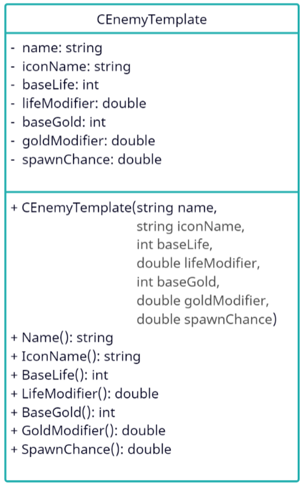 CEnemyTemplate
- name: string
- iconName: string
- baseLife: int
- lifeModifier: double
- baseGold: int
- goldModifier: double
- spawnChance: double
+ CEnemyTemplate(string name,
string iconName,
int baseLife,
double lifeModifier,
int baseGold,
double goldModifier,
double spawnChance)
+ Name(): string
+ IconName(): string
+ BaseLife(): int
+ LifeModifier(): double
+ BaseGold(): int
+ GoldModifier(): double
+ SpawnChance(): double